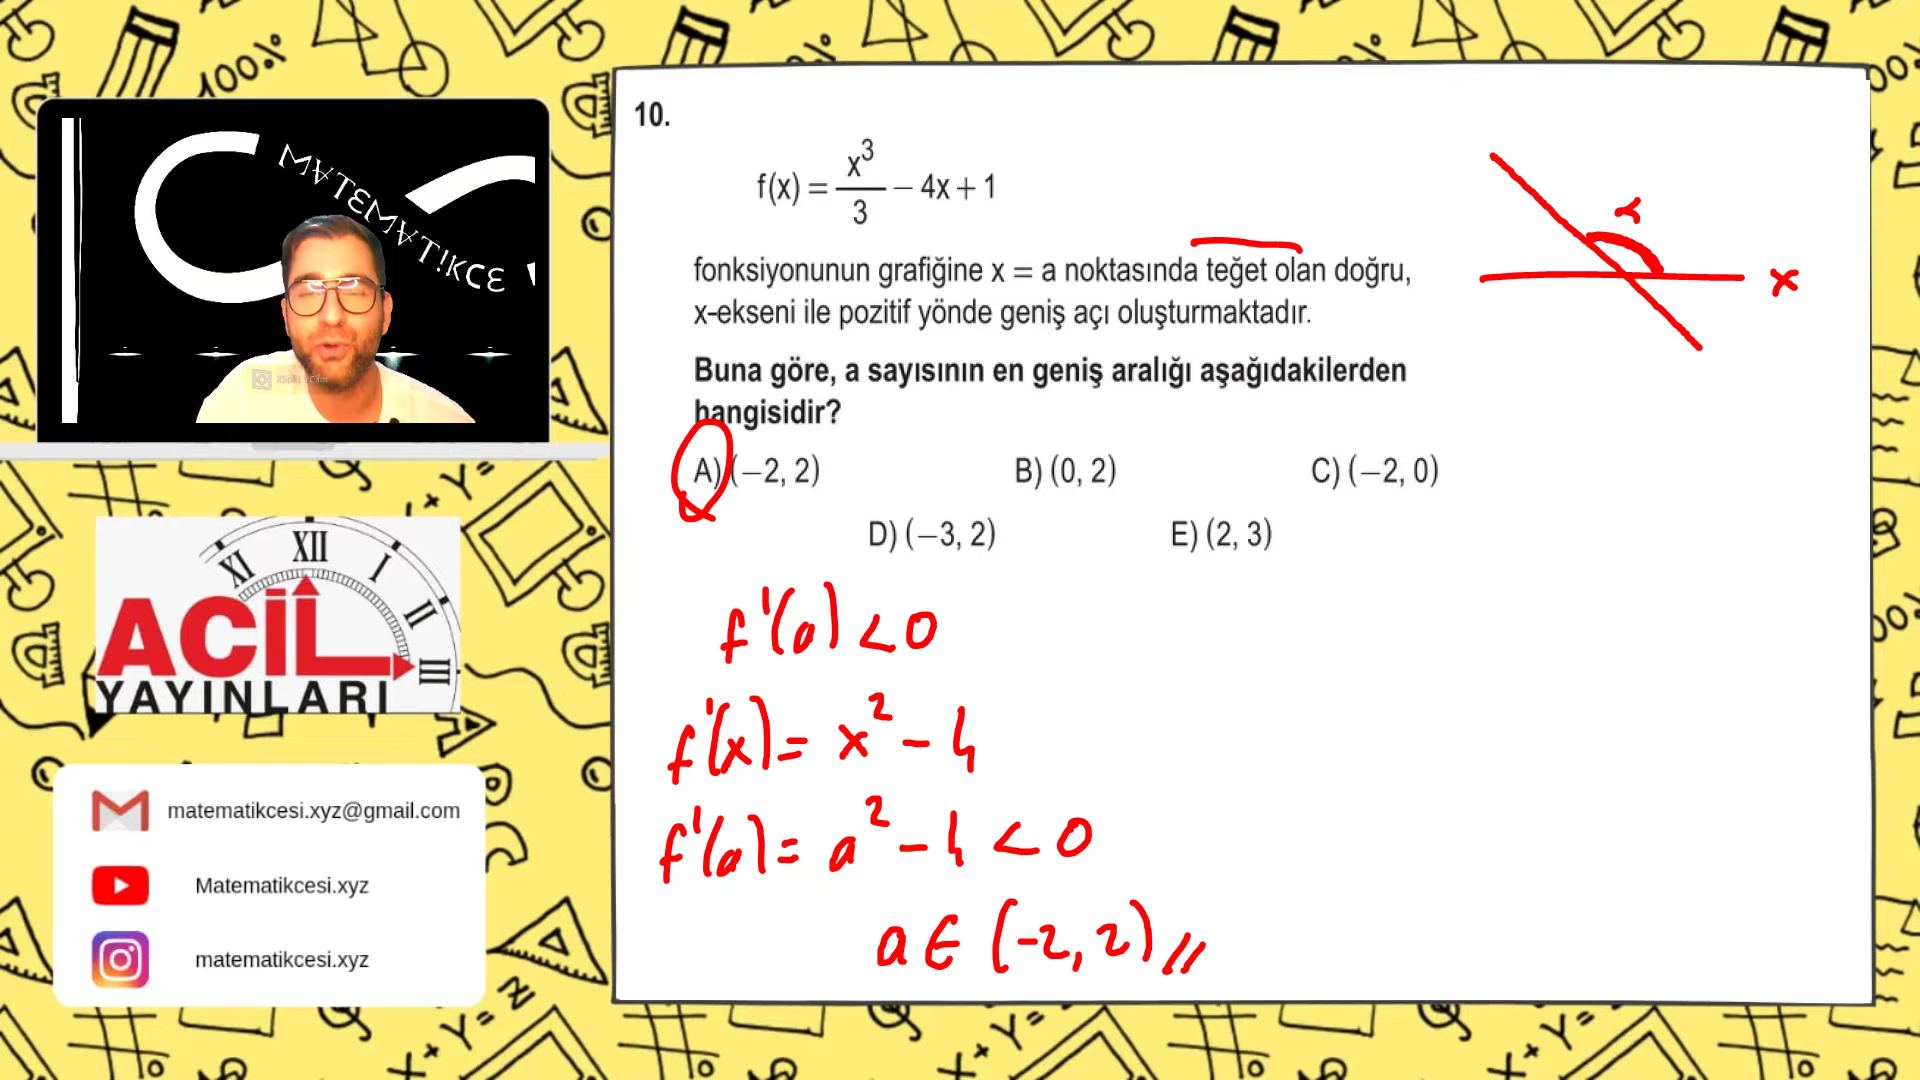 MATEMATİKCE
XSplit VCam
XI XII I II III
ACİL
YAYINLARI
matematikcesi.xyz@gmail.com
Matematikcesi.xyz
matematikcesi.xyz
10.
f(x) = x³/3 − 4x + 1
fonksiyonunun grafiğine x = a noktasında teğet olan doğru,
x-ekseni ile pozitif yönde geniş açı oluşturmaktadır.
Buna göre, a sayısının en geniş aralığı aşağıdakilerden
hangisidir?
A) (−2, 2) B) (0, 2) C) (−2, 0)
D) (−3, 2) E) (2, 3)
x
f'(a) < 0
f'(x) = x² − 4
f'(a) = a² − 4 < 0
a ∈ (−2, 2) //